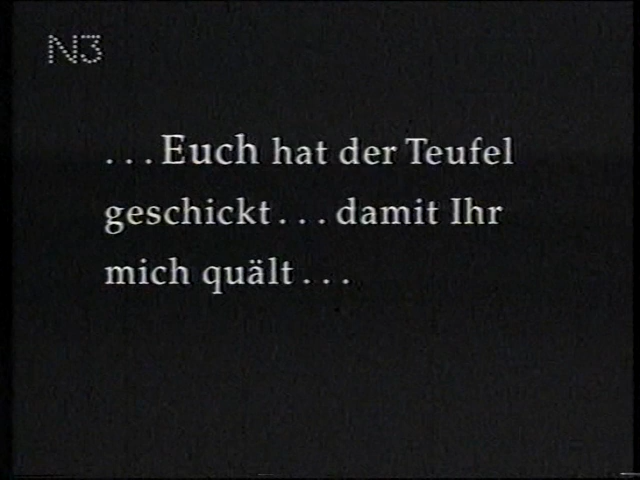 N3
...Euch hat der Teufel
geschickt...damit Ihr
mich quält...